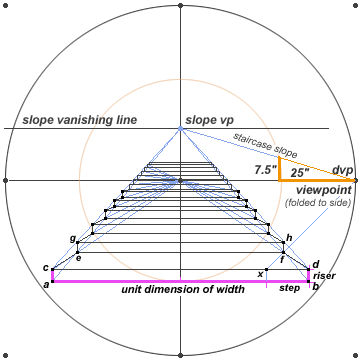 slope vanishing line
slope vp
staircase slope
dvp
7.5"
25"
viewpoint
(folded to side)
g
h
e
f
c
d
x
riser
a
b
unit dimension of width
step